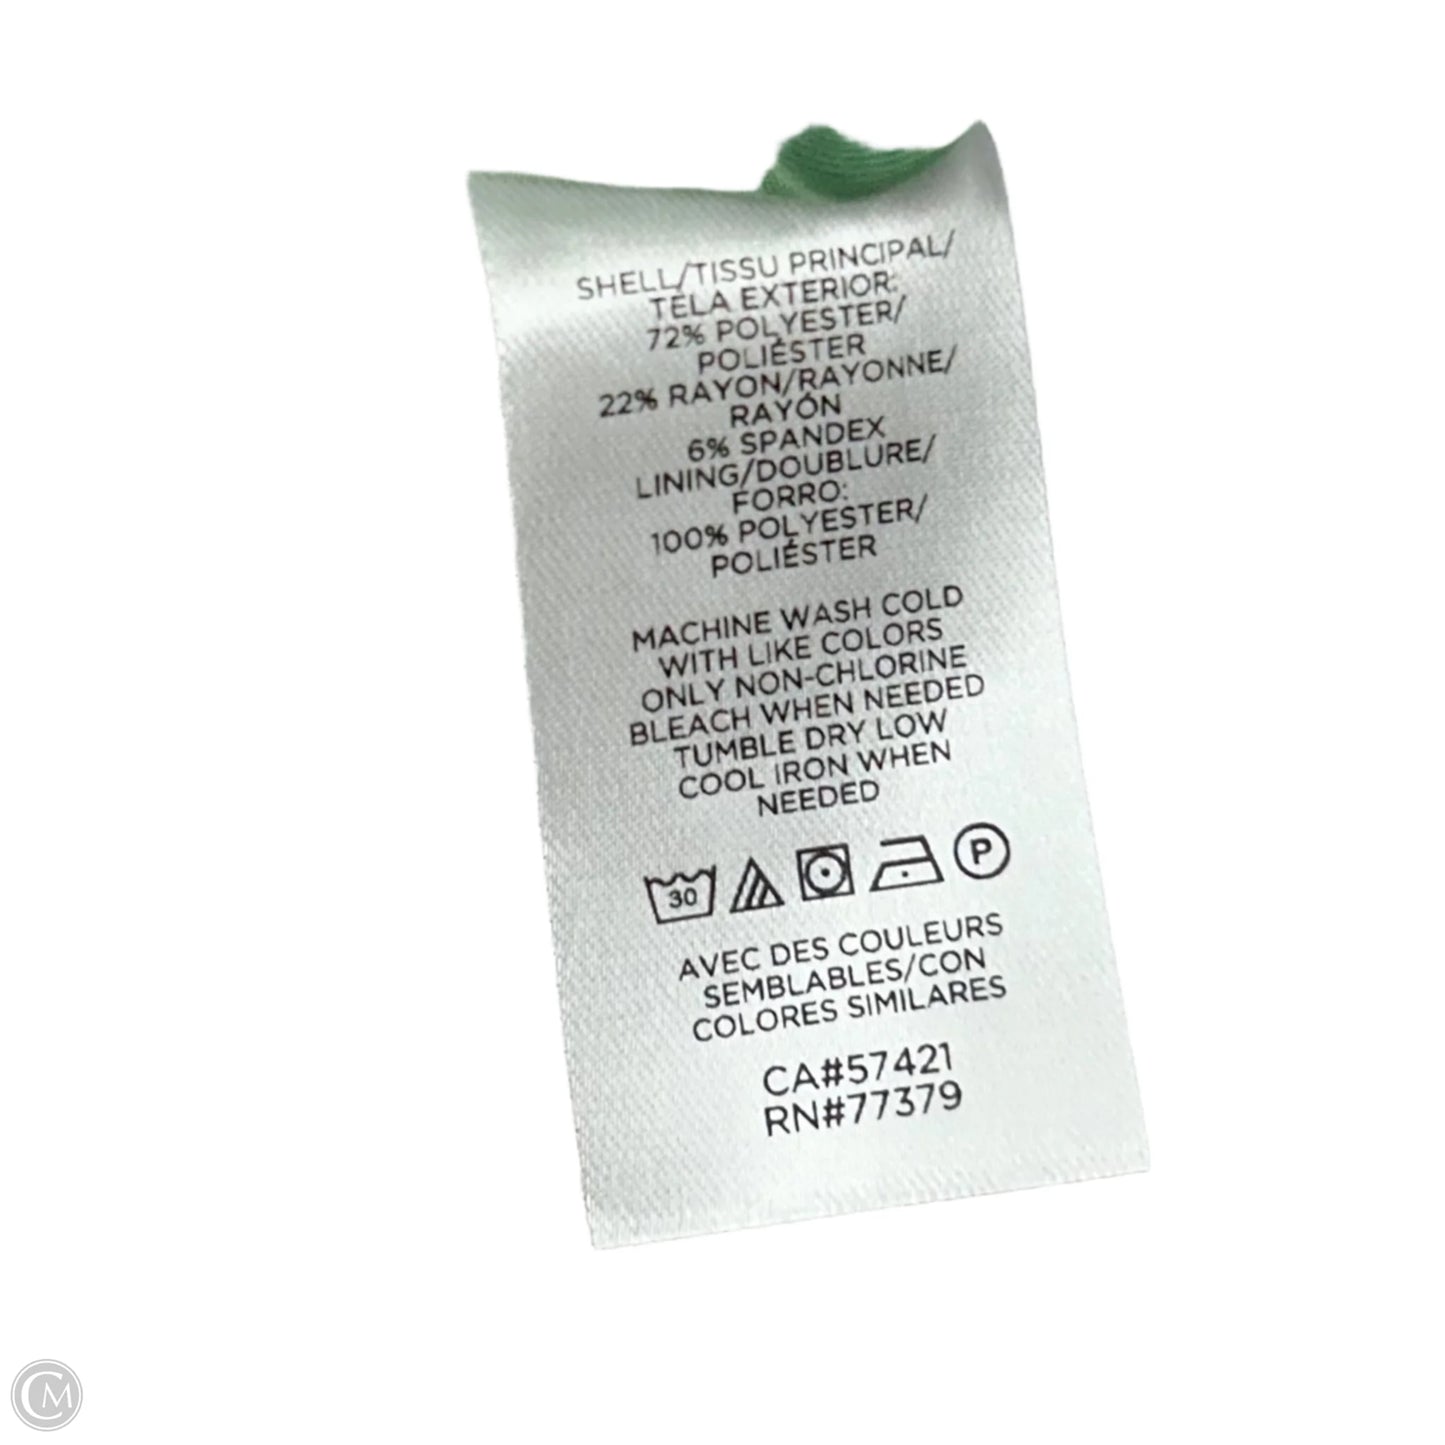 SHELL/TISSU PRINCIPAL/
TELA EXTERIOR:
72% POLYESTER/
POLIÉSTER
22% RAYON/RAYONNE/
RAYÓN
6% SPANDEX
LINING/DOUBLURE/
FORRO:
100% POLYESTER/
POLIÉSTER
MACHINE WASH COLD
WITH LIKE COLORS
ONLY NON-CHLORINE
BLEACH WHEN NEEDED
TUMBLE DRY LOW
COOL IRON WHEN
NEEDED
30 P
AVEC DES COULEURS
SEMBLABLES/CON
COLORES SIMILARES
CA#57421
RN#77379
CM